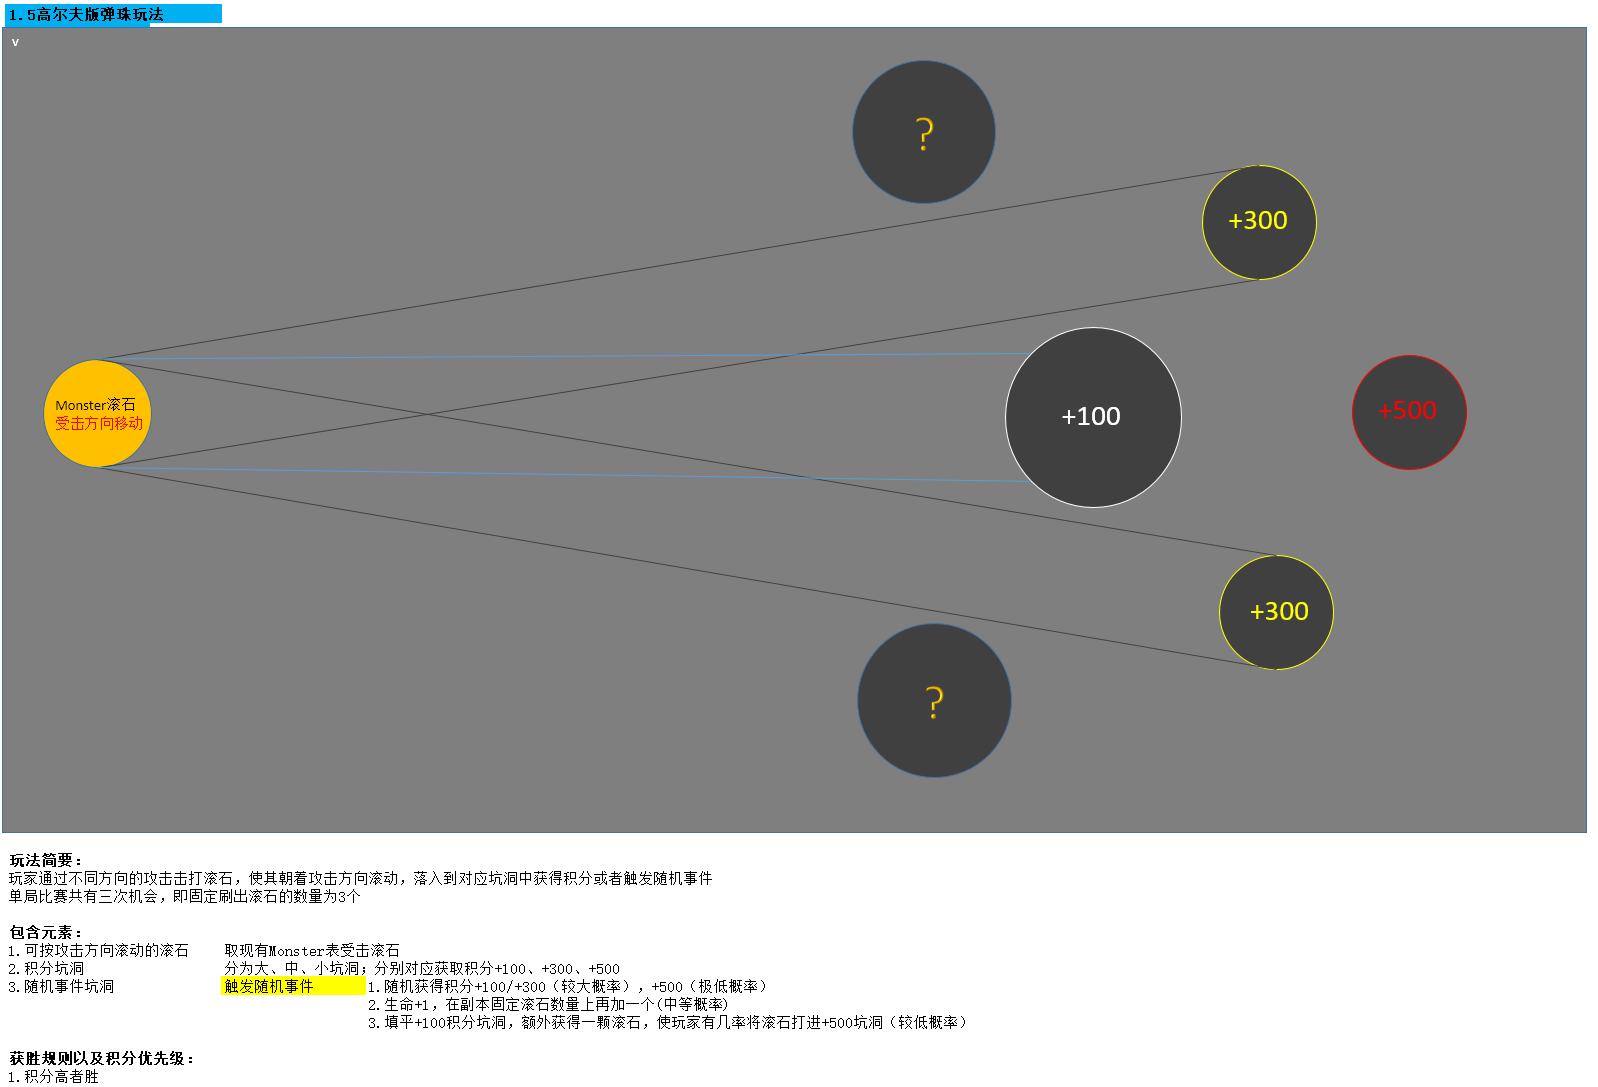 1.5高尔夫版弹珠玩法
v
?
+300
Monster滚石
受击方向移动
+100
+500
+300
?
玩法简要：
玩家通过不同方向的攻击击打滚石，使其朝着攻击方向滚动，落入到对应坑洞中获得积分或者触发随机事件
单局比赛共有三次机会，即固定刷出滚石的数量为3个
包含元素：
1.可按攻击方向滚动的滚石 取现有Monster表受击滚石
2.积分坑洞 分为大、中、小坑洞；分别对应获取积分+100、+300、+500
3.随机事件坑洞 触发随机事件 1.随机获得积分+100/+300（较大概率），+500（极低概率）
2.生命+1，在副本固定滚石数量上再加一个(中等概率)
3.填平+100积分坑洞，额外获得一颗滚石，使玩家有几率将滚石打进+500坑洞（较低概率）
获胜规则以及积分优先级：
1.积分高者胜